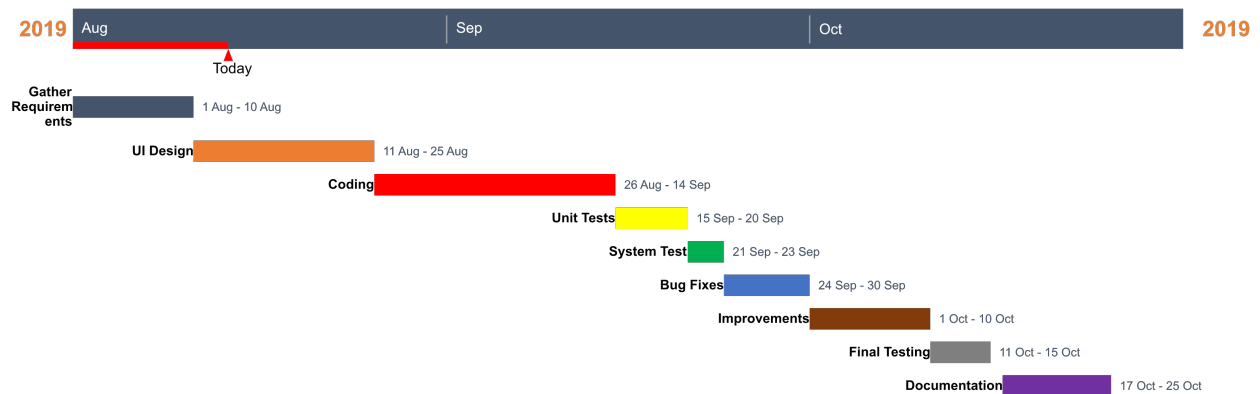 2019 Aug Sep Oct 2019
Today
Gather
Requirem
ents
1 Aug - 10 Aug
UI Design 11 Aug - 25 Aug
Coding 26 Aug - 14 Sep
Unit Tests 15 Sep - 20 Sep
System Test 21 Sep - 23 Sep
Bug Fixes 24 Sep - 30 Sep
Improvements 1 Oct - 10 Oct
Final Testing 11 Oct - 15 Oct
Documentation 17 Oct - 25 Oct